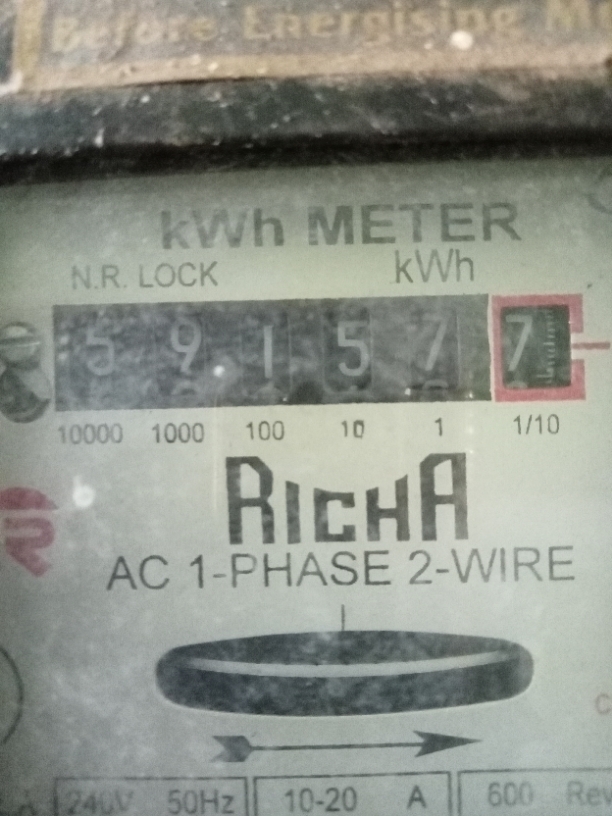 Before Energising
kWh METER
N.R. LOCK kWh
5 9 1 5 7 7
10000 1000 100 10 1 1/10
RICHA
AC 1-PHASE 2-WIRE
240V 50Hz 10-20 A 600 Rev